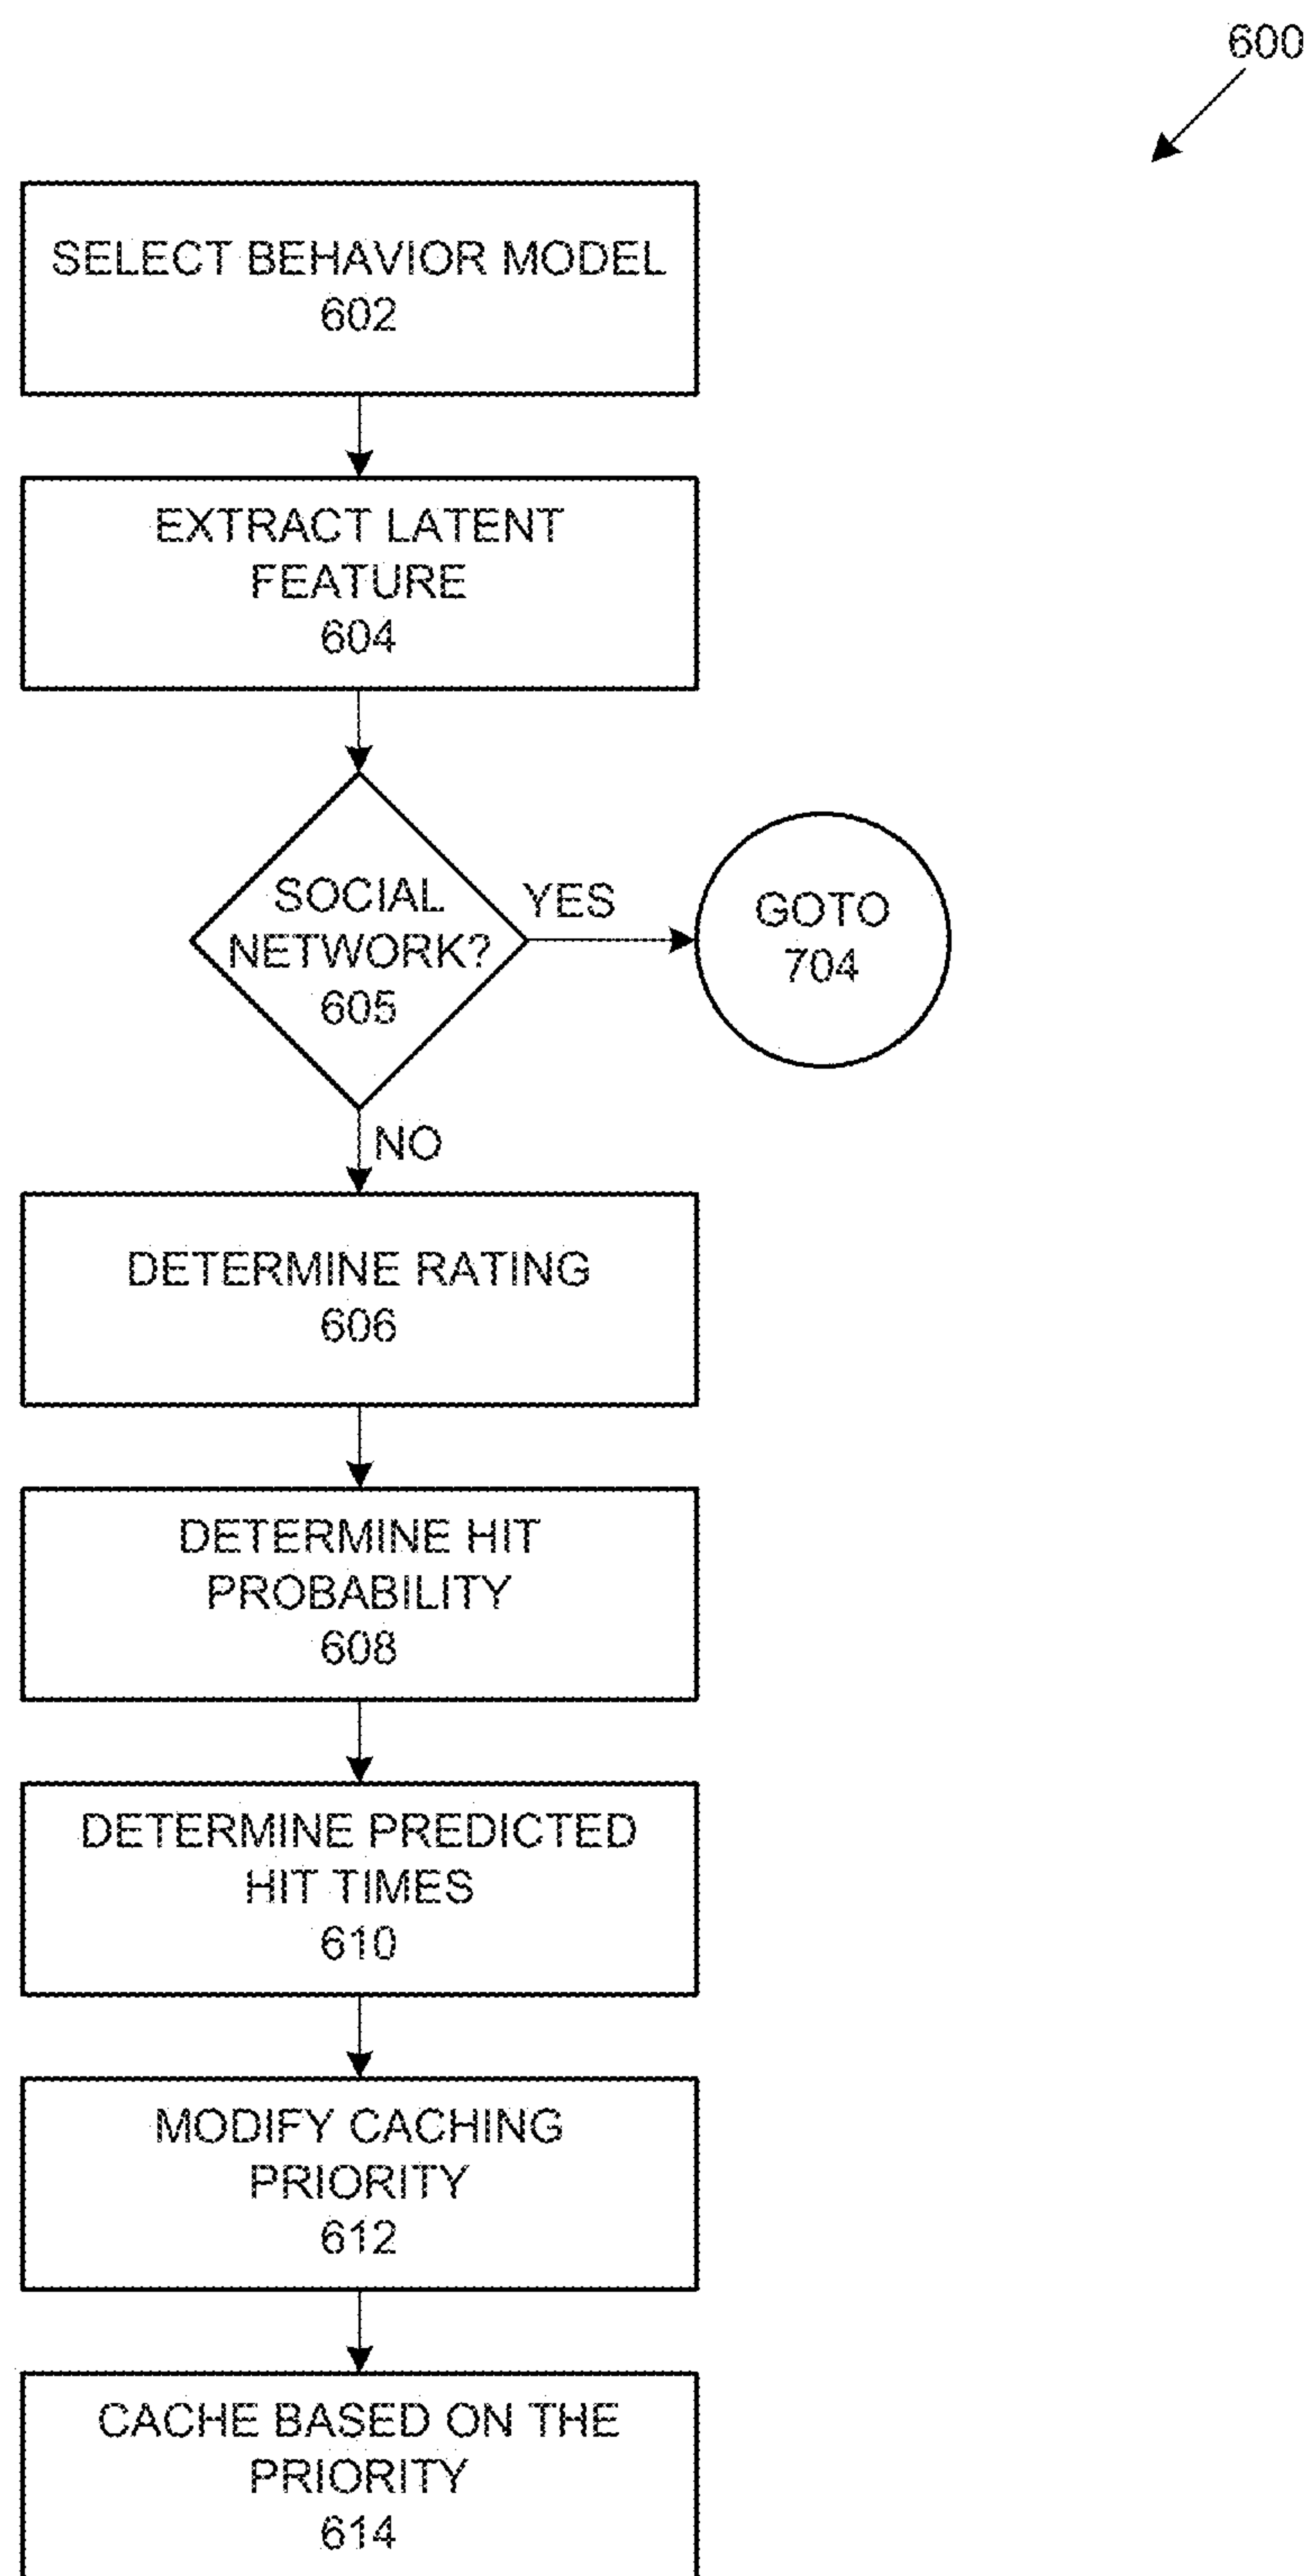 600
SELECT BEHAVIOR MODEL
602
EXTRACT LATENT
FEATURE
604
SOCIAL
NETWORK?
605
YES
GOTO
704
NO
DETERMINE RATING
606
DETERMINE HIT
PROBABILITY
608
DETERMINE PREDICTED
HIT TIMES
610
MODIFY CACHING
PRIORITY
612
CACHE BASED ON THE
PRIORITY
614